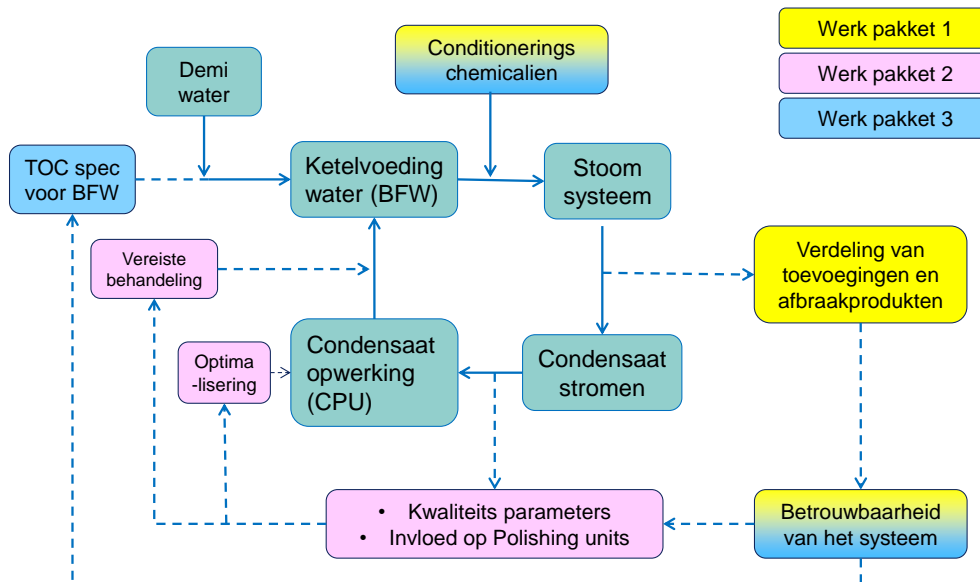 Demi
water
Conditionerings
chemicalien
Werk pakket 1
Werk pakket 2
Werk pakket 3
TOC spec
voor BFW
Ketelvoeding
water (BFW)
Stoom
systeem
Vereiste
behandeling
Verdeling van
toevoegingen en
afbraakprodukten
Optima
-lisering
Condensaat
opwerking
(CPU)
Condensaat
stromen
• Kwaliteits parameters
• Invloed op Polishing units
Betrouwbaarheid
van het systeem